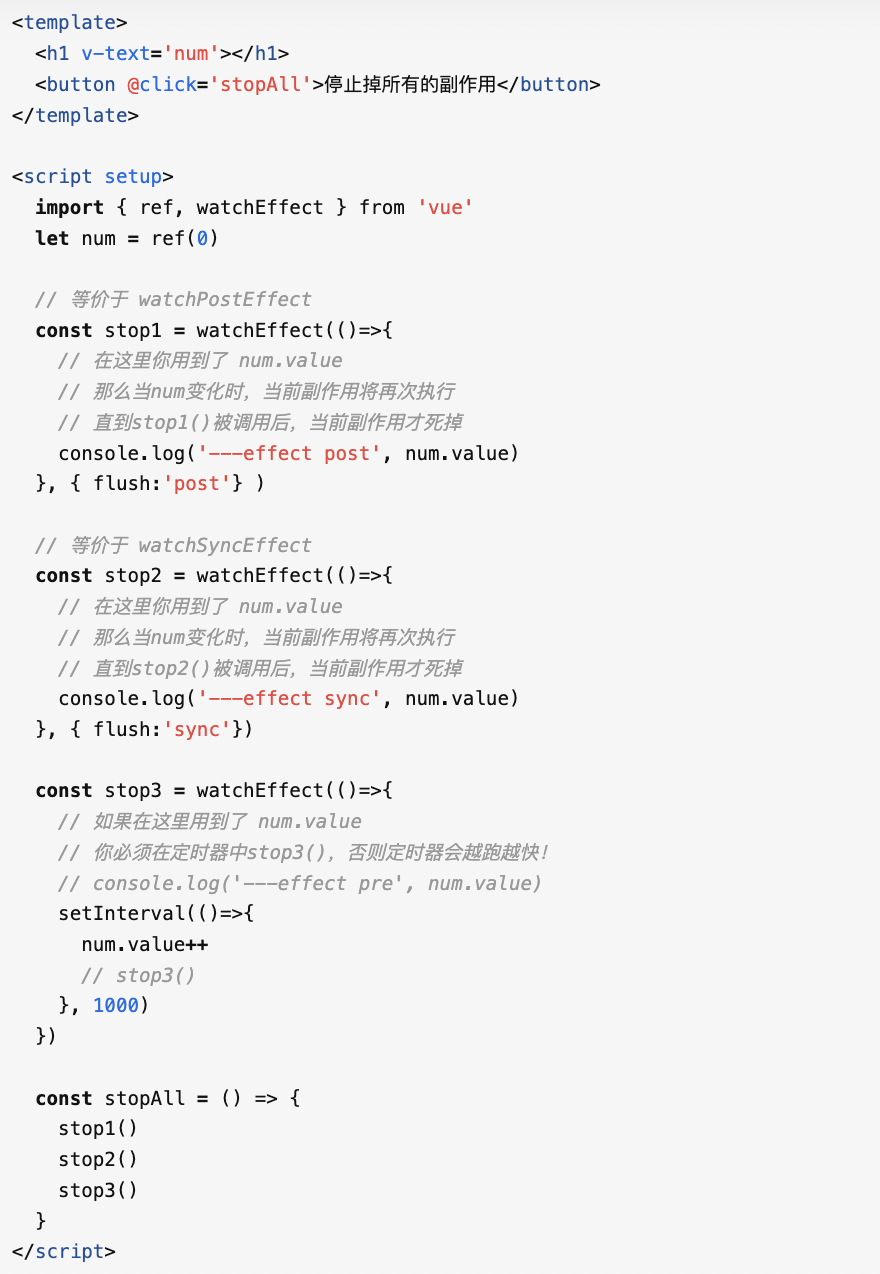 <template>
  <h1 v-text='num'></h1>
  <button @click='stopAll'>停止掉所有的副作用</button>
</template>

<script setup>
  import { ref, watchEffect } from 'vue'
  let num = ref(0)

  // 等价于 watchPostEffect
  const stop1 = watchEffect(()=>{
    // 在这里你用到了 num.value
    // 那么当num变化时，当前副作用将再次执行
    // 直到stop1()被调用后，当前副作用才死掉
    console.log('---effect post', num.value)
  }, { flush:'post'} )

  // 等价于 watchSyncEffect
  const stop2 = watchEffect(()=>{
    // 在这里你用到了 num.value
    // 那么当num变化时，当前副作用将再次执行
    // 直到stop2()被调用后，当前副作用才死掉
    console.log('---effect sync', num.value)
  }, { flush:'sync'})

  const stop3 = watchEffect(()=>{
    // 如果在这里用到了 num.value
    // 你必须在定时器中stop3()，否则定时器会越跑越快！
    // console.log('---effect pre', num.value)
    setInterval(()=>{
      num.value++
      // stop3()
    }, 1000)
  })

  const stopAll = () => {
    stop1()
    stop2()
    stop3()
  }
</script>